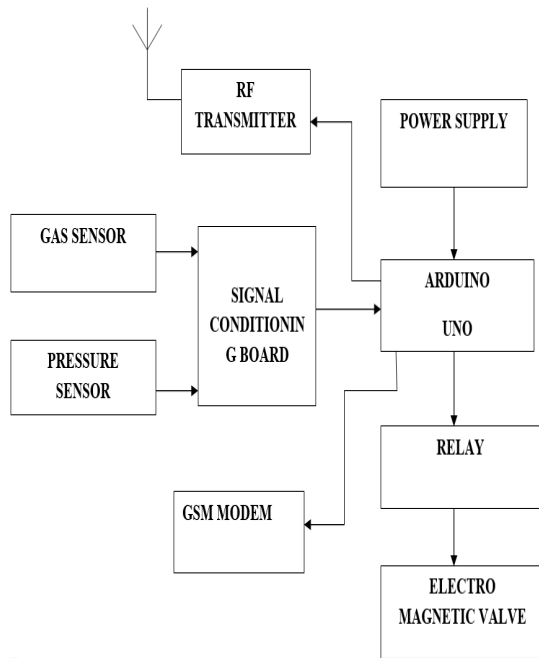 RF
TRANSMITTER
POWER SUPPLY
GAS SENSOR
SIGNAL
CONDITIONIN
G BOARD
ARDUINO
UNO
PRESSURE
SENSOR
RELAY
GSM MODEM
ELECTRO
MAGNETIC VALVE